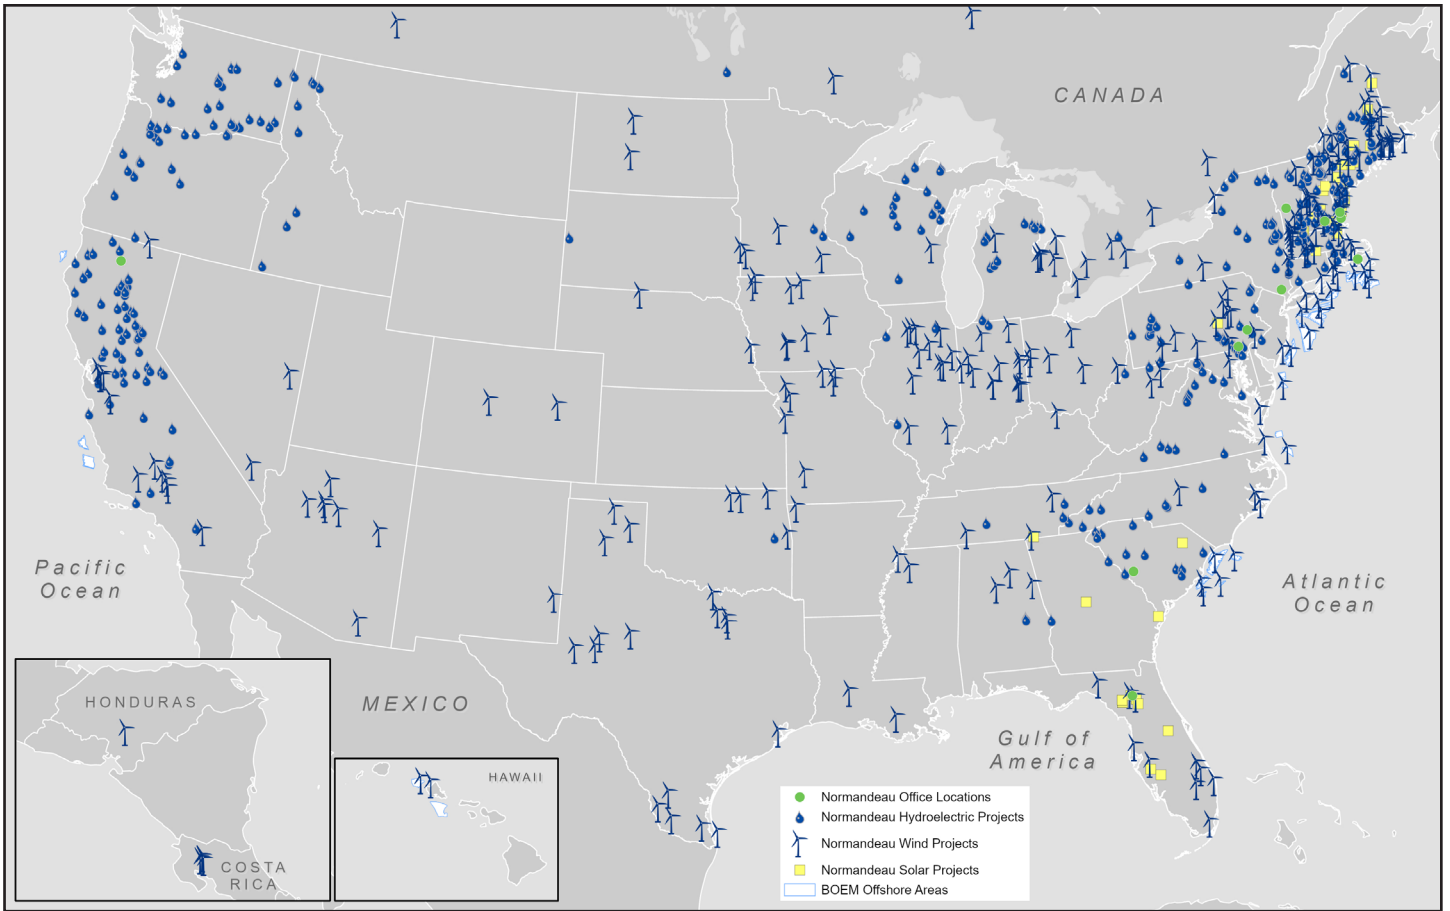 CANADA
Pacific
Ocean
Atlantic
Ocean
MEXICO
Gulf of
America
HONDURAS
COSTA
RICA
HAWAII
Normandeau Office Locations
Normandeau Hydroelectric Projects
Normandeau Wind Projects
Normandeau Solar Projects
BOEM Offshore Areas